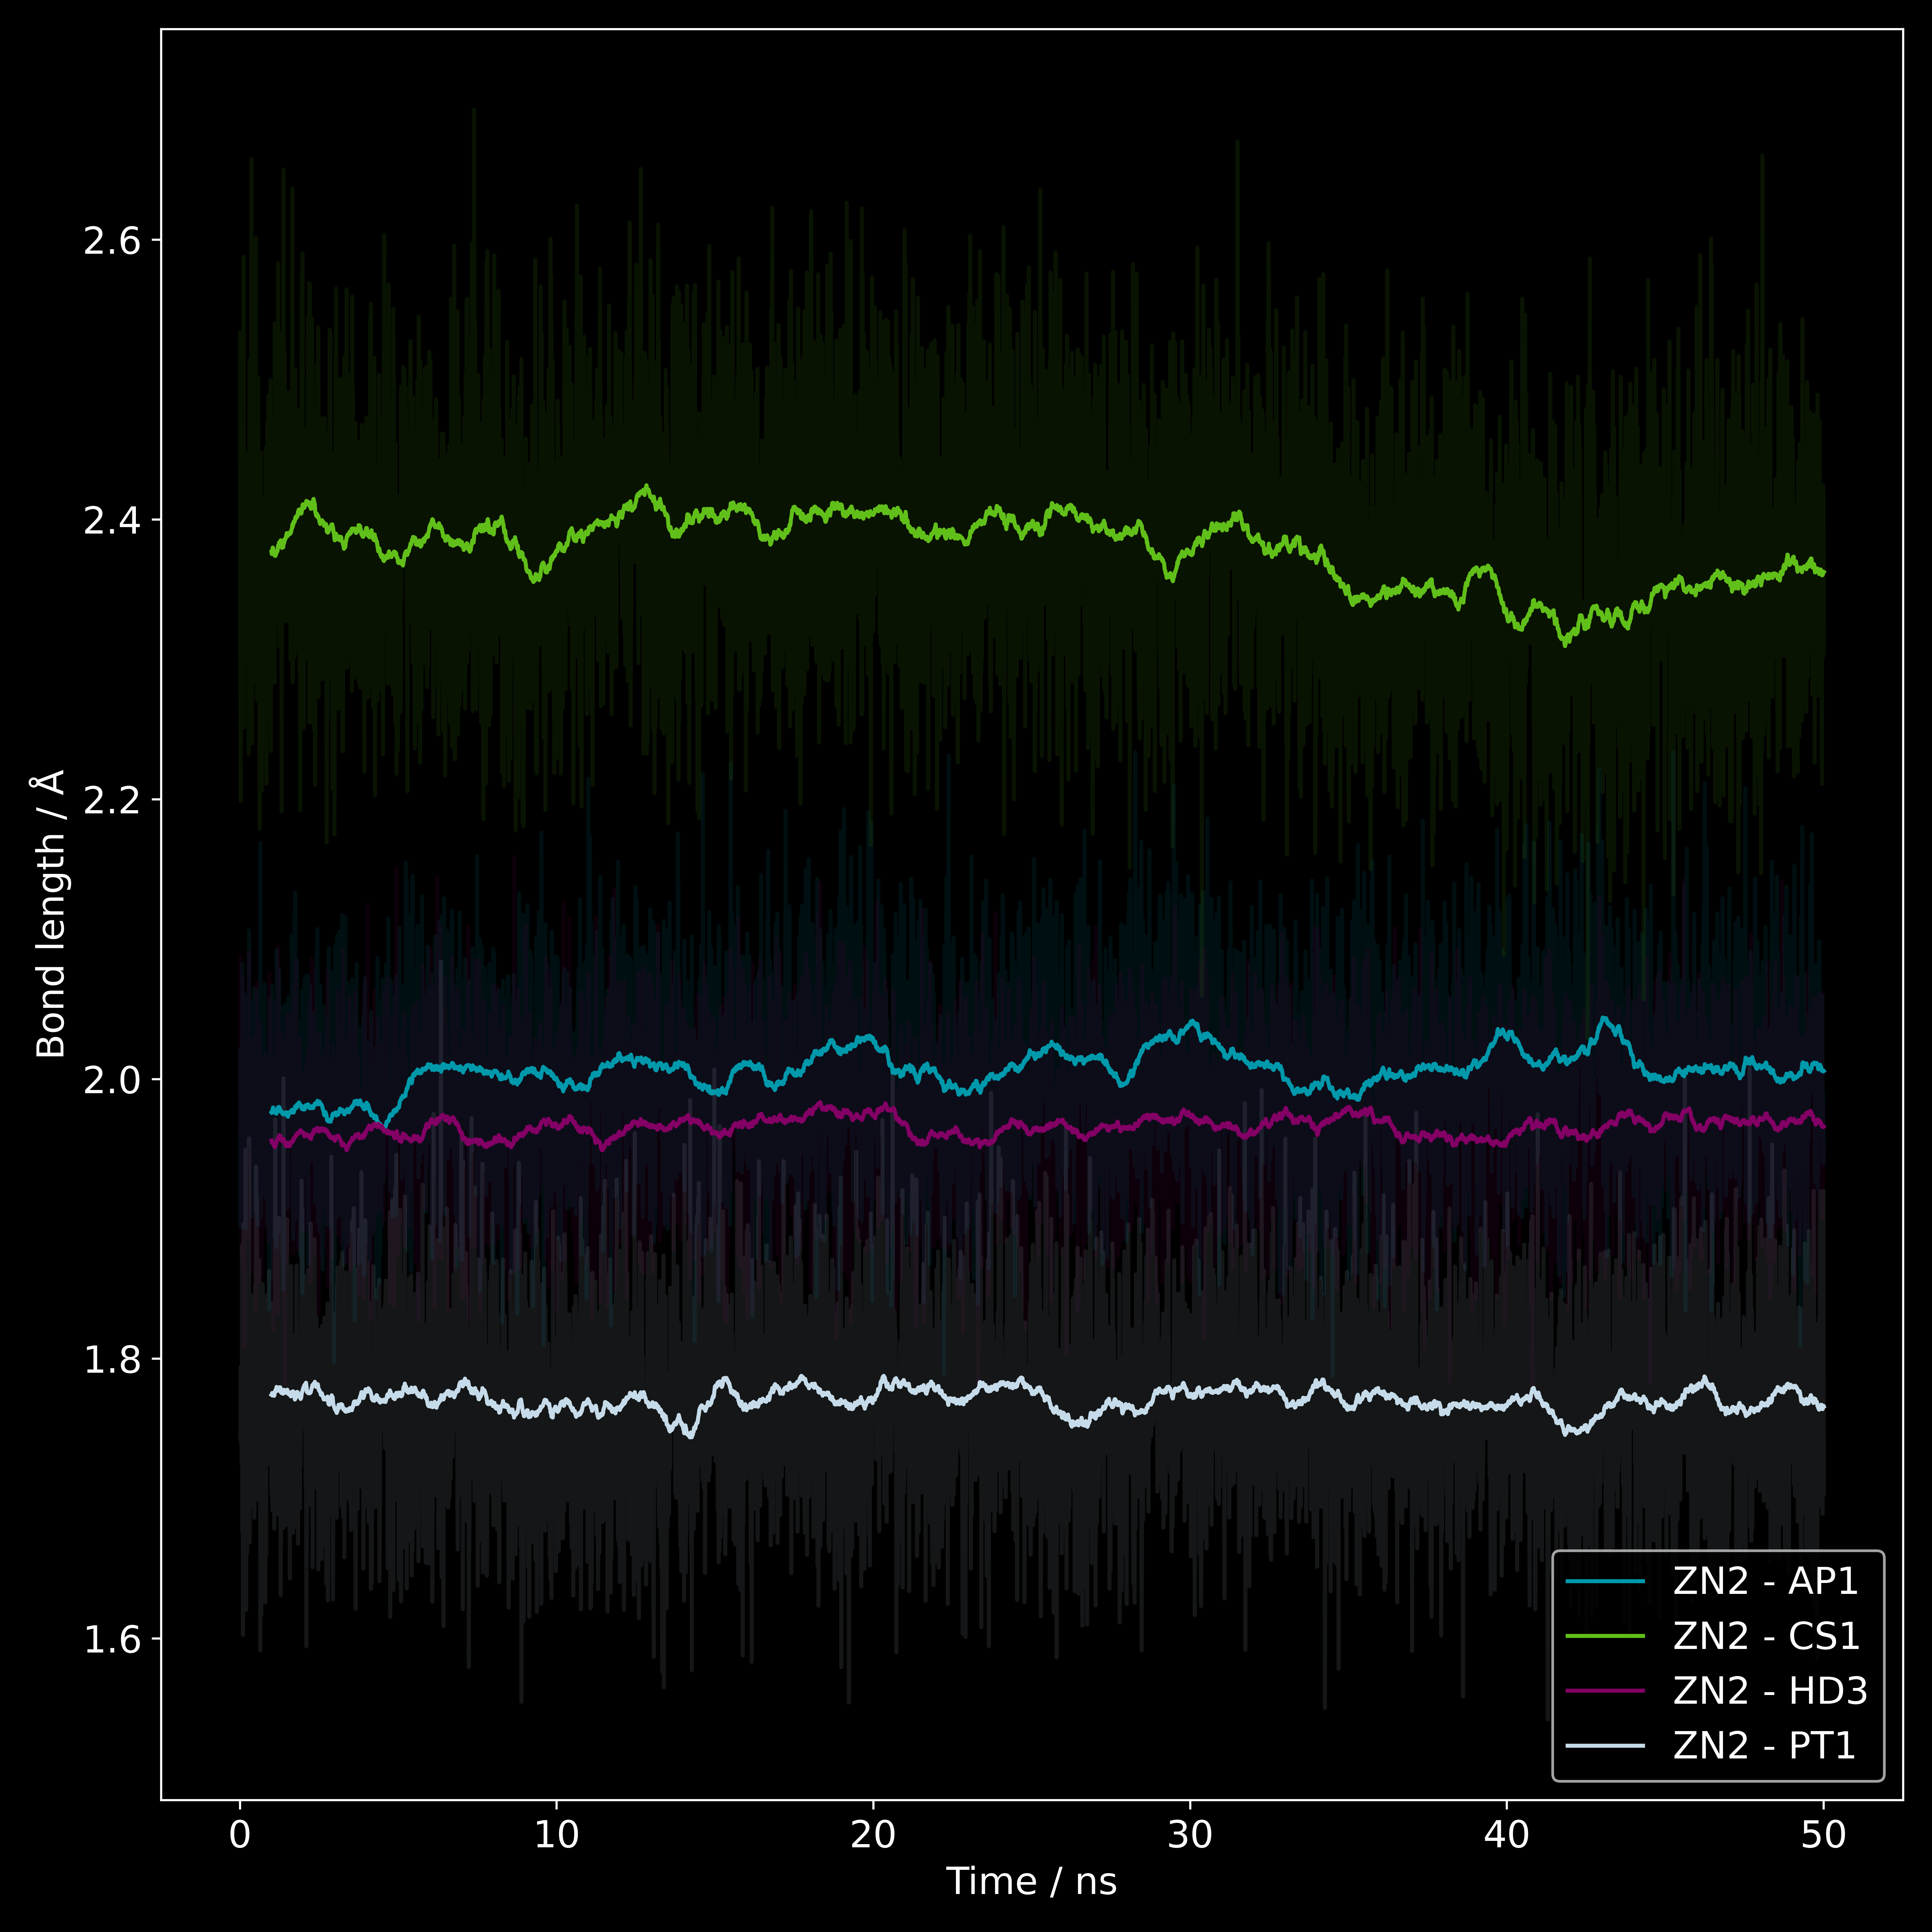 2.6
2.4
2.2
2.0
1.8
1.6
Bond length / Å
0 10 20 30 40 50
Time / ns
ZN2 - AP1
ZN2 - CS1
ZN2 - HD3
ZN2 - PT1